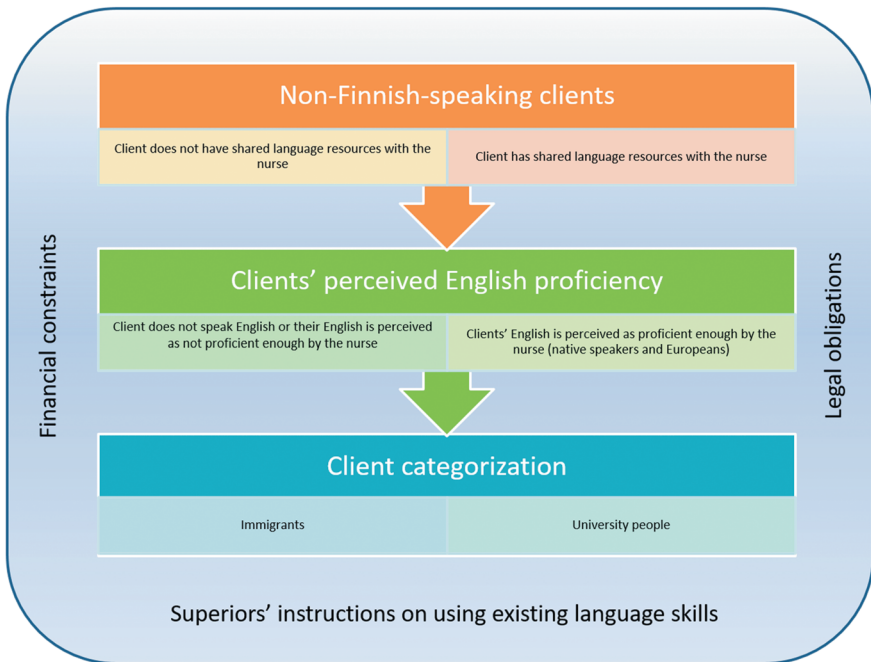 Non-Finnish-speaking clients
Client does not have shared language resources with the
nurse
Client has shared language resources with the nurse
Financial constraints
Clients’ perceived English proficiency
Client does not speak English or their English is perceived
as not proficient enough by the nurse
Clients’ English is perceived as proficient enough by the
nurse (native speakers and Europeans)
Legal obligations
Client categorization
Immigrants
University people
Superiors’ instructions on using existing language skills